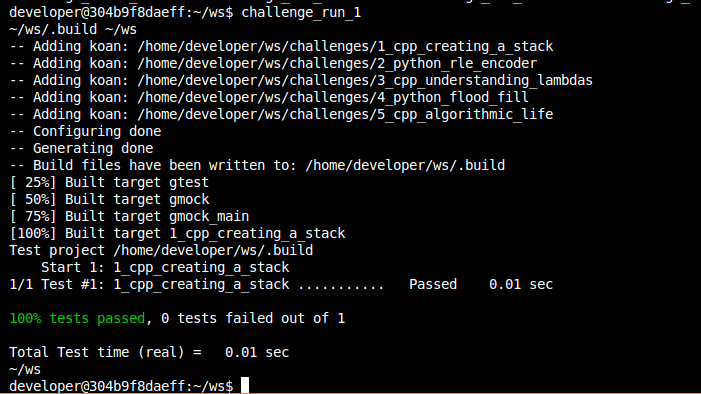 developer@304b9f8daeff:~/ws$ challenge_run_1
~/ws/.build ~/ws
-- Adding koan: /home/developer/ws/challenges/1_cpp_creating_a_stack
-- Adding koan: /home/developer/ws/challenges/2_python_rle_encoder
-- Adding koan: /home/developer/ws/challenges/3_cpp_understanding_lambdas
-- Adding koan: /home/developer/ws/challenges/4_python_flood_fill
-- Adding koan: /home/developer/ws/challenges/5_cpp_algorithmic_life
-- Configuring done
-- Generating done
-- Build files have been written to: /home/developer/ws/.build
[ 25%] Built target gtest
[ 50%] Built target gmock
[ 75%] Built target gmock_main
[100%] Built target 1_cpp_creating_a_stack
Test project /home/developer/ws/.build
    Start 1: 1_cpp_creating_a_stack
1/1 Test #1: 1_cpp_creating_a_stack ...........   Passed    0.01 sec

100% tests passed, 0 tests failed out of 1

Total Test time (real) =   0.01 sec
~/ws
developer@304b9f8daeff:~/ws$